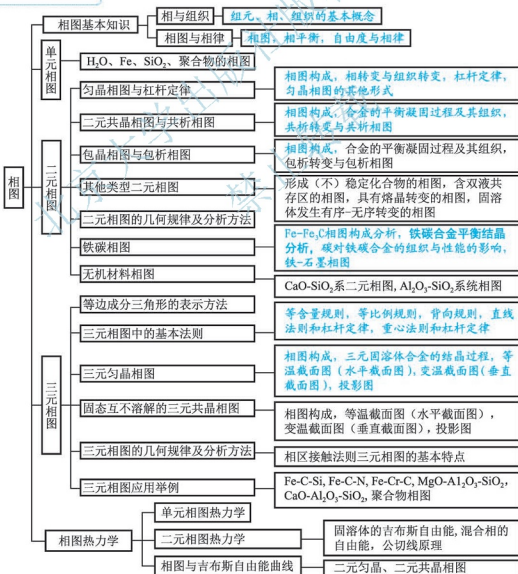 相图基本知识
相与组织
组元、相、组织的基本概念
相图与相律
相图，相平衡，自由度与相律
单元相图
H₂O、Fe、SiO₂、聚合物的相图
相图
二元相图
匀晶相图与杠杆定律
相图构成，相转变与组织转变，杠杆定律，
匀晶相图的其他形式
二元共晶相图与共析相图
相图构成，合金的平衡凝固过程及其组织，
共析转变与共析相图
包晶相图与包析相图
相图构成，合金的平衡凝固过程及其组织，
包析转变与包析相图
其他类型二元相图
形成（不）稳定化合物的相图，含双液共
存区的相图，具有熔晶转变的相图，固溶
体发生有序-无序转变的相图
二元相图的几何规律及分析方法
铁碳相图
Fe-Fe₃C相图构成分析，铁碳合金平衡结晶
分析，碳对铁碳合金的组织与性能的影响，
铁-石墨相图
无机材料相图
CaO-SiO₂系二元相图, Al₂O₃-SiO₂系统相图
三元相图
等边成分三角形的表示方法
三元相图中的基本法则
等含量规则，等比例规则，背向规则，直线
法则和杠杆定律，重心法则和杠杆定律
三元匀晶相图
相图构成，三元固溶体合金的结晶过程，等
温截面图（水平截面图）,变温截面图（垂直
截面图），投影图
固态互不溶解的三元共晶相图
相图构成，等温截面图（水平截面图），
变温截面图（垂直截面图），投影图
三元相图的几何规律及分析方法
相区接触法则三元相图的基本特点
三元相图应用举例
Fe-C-Si, Fe-C-N, Fe-Cr-C, MgO-A1₂O₃-SiO₂,
CaO-Al₂O₃-SiO₂, 聚合物相图
相图热力学
单元相图热力学
二元相图热力学
固溶体的吉布斯自由能, 混合相的
自由能，公切线原理
相图与吉布斯自由能曲线
二元匀晶、二元共晶相图